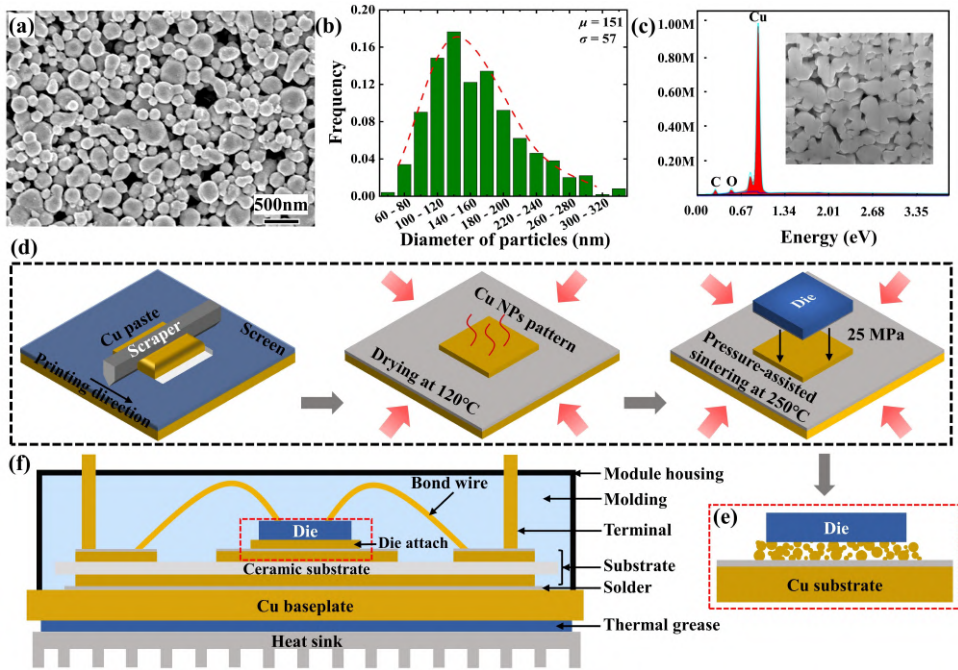 (a)
500nm
(b)
Frequency
0.20
0.16
0.12
0.08
0.04
0.00
μ = 151
σ = 57
60 - 80
100 - 120
140 - 160
180 - 200
220 - 240
260 - 280
300 - 320
Diameter of particles (nm)
(c)
1.00M
0.80M
0.60M
0.40M
0.20M
Cu
C
O
0.00
0.67
1.34
2.01
2.68
3.35
Energy (eV)
(d)
Cu paste
Scraper
Screen
Printing direction
Cu NPs pattern
Drying at 120℃
Die
25 MPa
Pressure-assisted
sintering at 250℃
(f)
Bond wire
Die
Die attach
Ceramic substrate
Cu baseplate
Heat sink
Module housing
Molding
Terminal
Substrate
Solder
Thermal grease
(e)
Die
Cu substrate